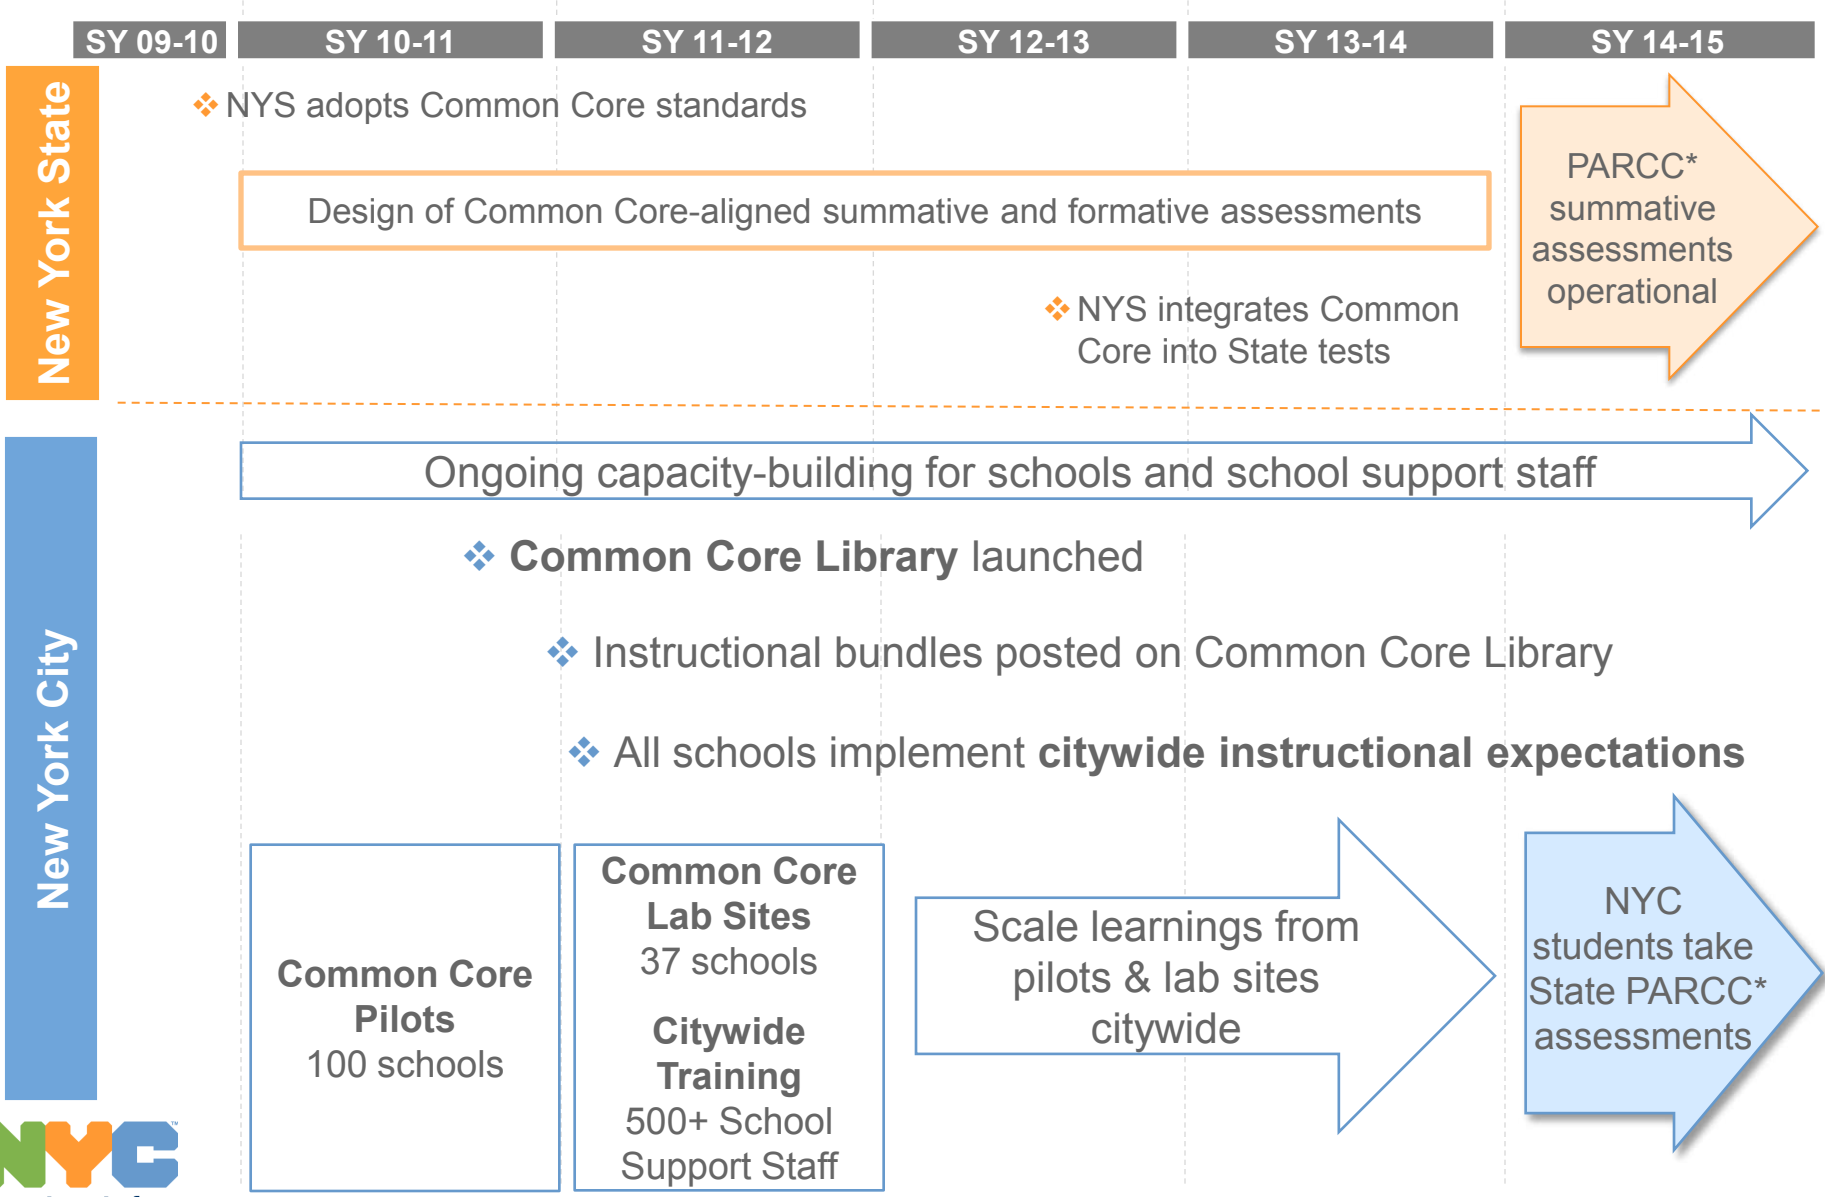 SY 09-10 SY 10-11 SY 11-12 SY 12-13 SY 13-14 SY 14-15
New York State
NYS adopts Common Core standards
Design of Common Core-aligned summative and formative assessments
NYS integrates Common
Core into State tests
PARCC*
summative
assessments
operational
New York City
Ongoing capacity-building for schools and school support staff
Common Core Library launched
Instructional bundles posted on Common Core Library
All schools implement citywide instructional expectations
Common Core
Pilots
100 schools
Common Core
Lab Sites
37 schools
Citywide
Training
500+ School
Support Staff
Scale learnings from
pilots & lab sites
citywide
NYC
students take
State PARCC*
assessments
NYC™